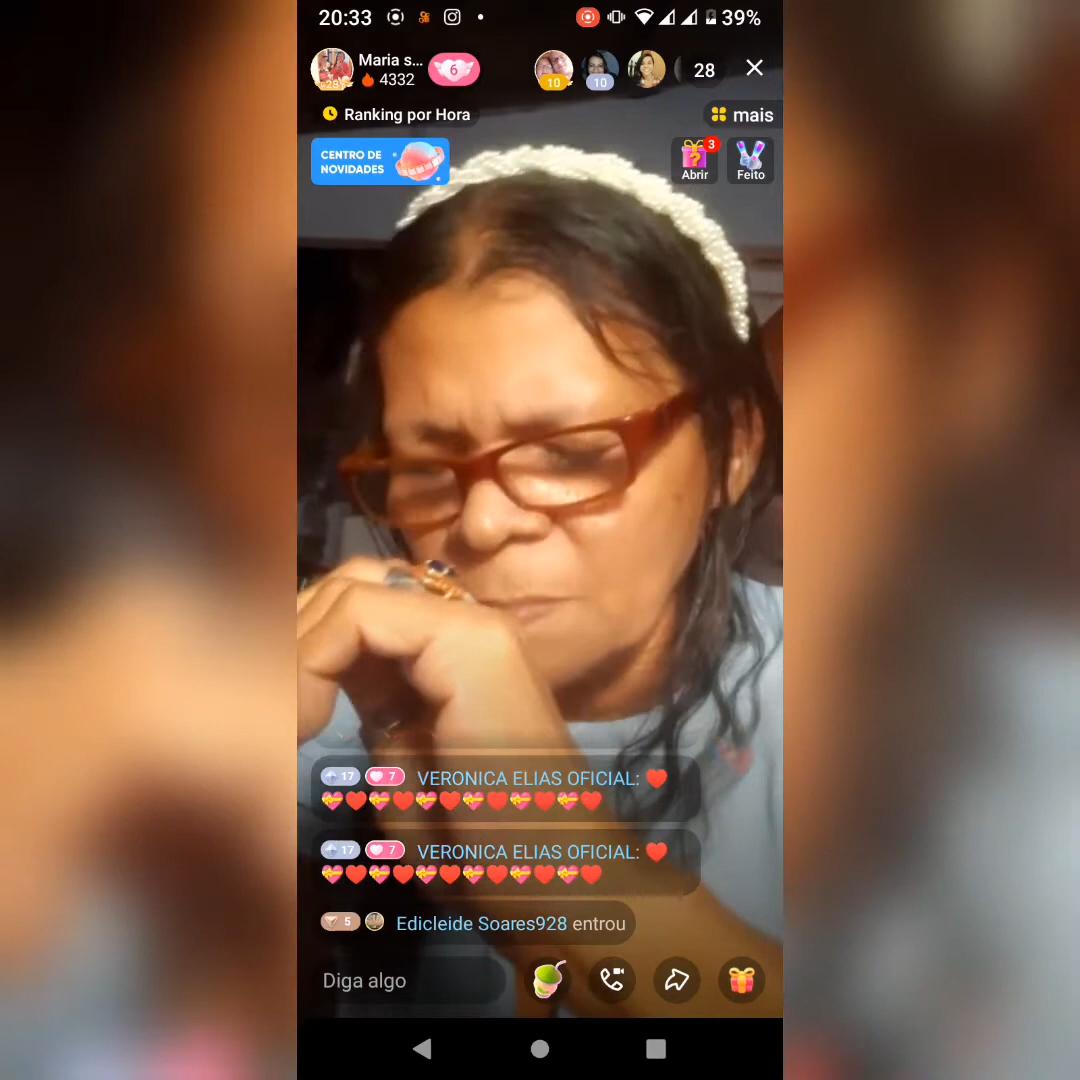 20:33
39%
Maria s...
4332
6
28
10
10
28
Ranking por Hora
mais
CENTRO DE
NOVIDADES
3
Abrir
Feito
17 7 VERONICA ELIAS OFICIAL: ♥️
💝♥️💝♥️💝♥️💝♥️💝♥️💝♥️
17 7 VERONICA ELIAS OFICIAL: ♥️
💝♥️💝♥️💝♥️💝♥️💝♥️💝♥️
5 Edicleide Soares928 entrou
Diga algo